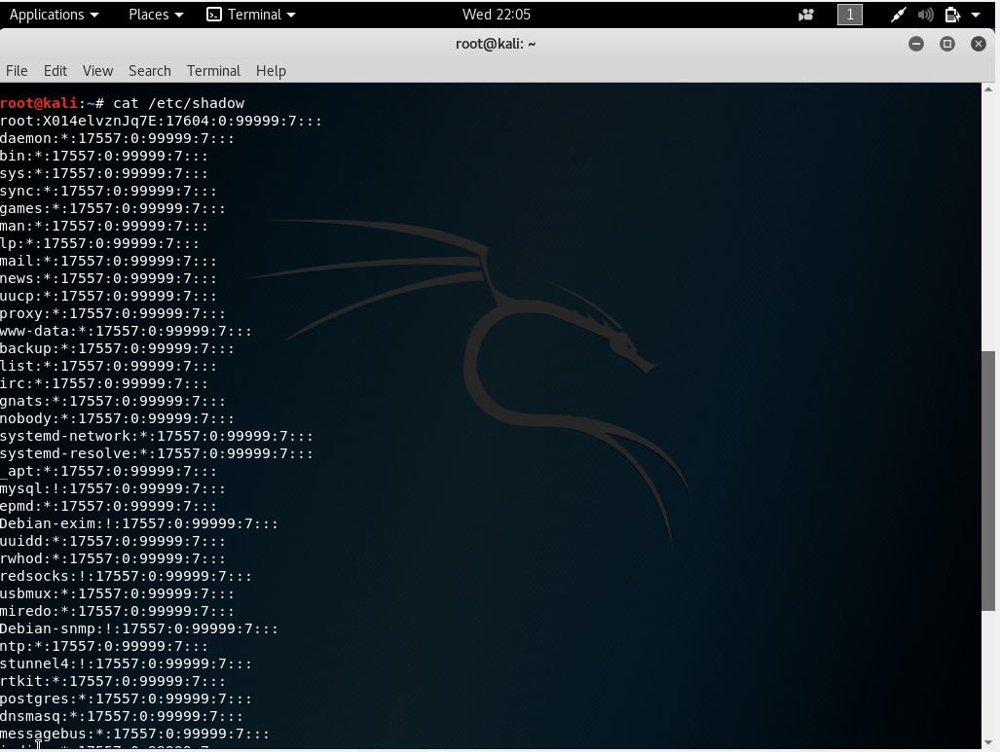 Applications Places Terminal Wed 22:05 1
root@kali: ~
File Edit View Search Terminal Help
root@kali:~# cat /etc/shadow
root:X014elvznJq7E:17604:0:99999:7:::
daemon:*:17557:0:99999:7:::
bin:*:17557:0:99999:7:::
sys:*:17557:0:99999:7:::
sync:*:17557:0:99999:7:::
games:*:17557:0:99999:7:::
man:*:17557:0:99999:7:::
lp:*:17557:0:99999:7:::
mail:*:17557:0:99999:7:::
news:*:17557:0:99999:7:::
uucp:*:17557:0:99999:7:::
proxy:*:17557:0:99999:7:::
www-data:*:17557:0:99999:7:::
backup:*:17557:0:99999:7:::
list:*:17557:0:99999:7:::
irc:*:17557:0:99999:7:::
gnats:*:17557:0:99999:7:::
nobody:*:17557:0:99999:7:::
systemd-network:*:17557:0:99999:7:::
systemd-resolve:*:17557:0:99999:7:::
_apt:*:17557:0:99999:7:::
mysql:!:17557:0:99999:7:::
epmd:*:17557:0:99999:7:::
Debian-exim:!:17557:0:99999:7:::
uuidd:*:17557:0:99999:7:::
rwhod:*:17557:0:99999:7:::
redsocks:!:17557:0:99999:7:::
usbmux:*:17557:0:99999:7:::
miredo:*:17557:0:99999:7:::
Debian-snmp:!:17557:0:99999:7:::
ntp:*:17557:0:99999:7:::
stunnel4:!:17557:0:99999:7:::
rtkit:*:17557:0:99999:7:::
postgres:*:17557:0:99999:7:::
dnsmasq:*:17557:0:99999:7:::
messagebus:*:17557:0:99999:7:::